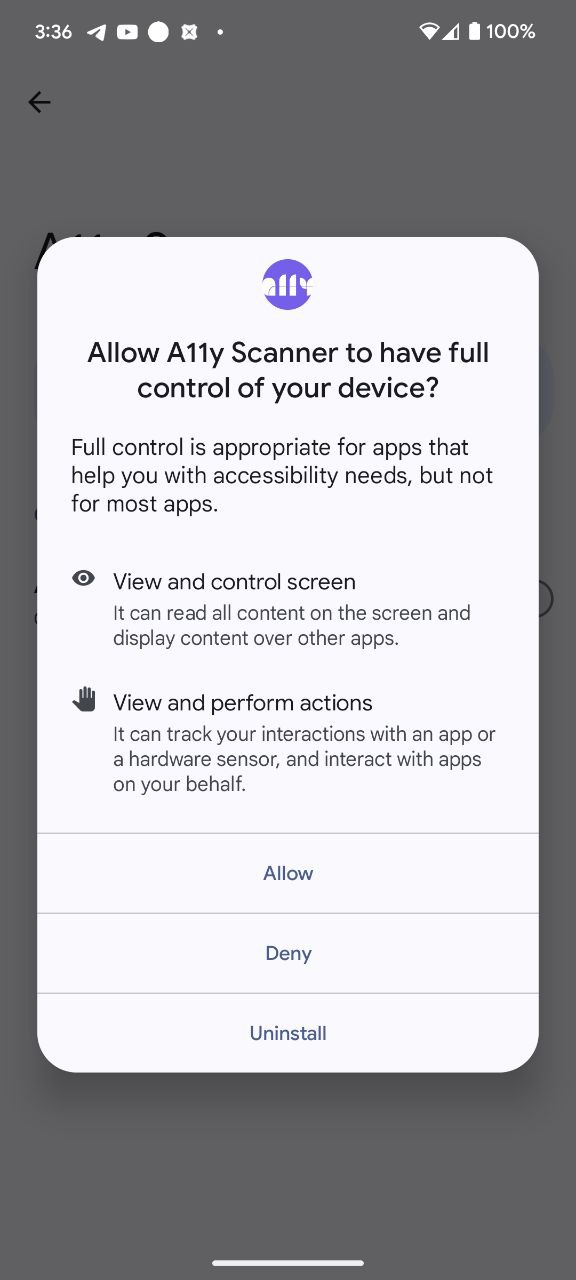 3:36 100%
a11y
Allow A11y Scanner to have full
control of your device?
Full control is appropriate for apps that
help you with accessibility needs, but not
for most apps.
View and control screen
It can read all content on the screen and
display content over other apps.
View and perform actions
It can track your interactions with an app or
a hardware sensor, and interact with apps
on your behalf.
Allow
Deny
Uninstall